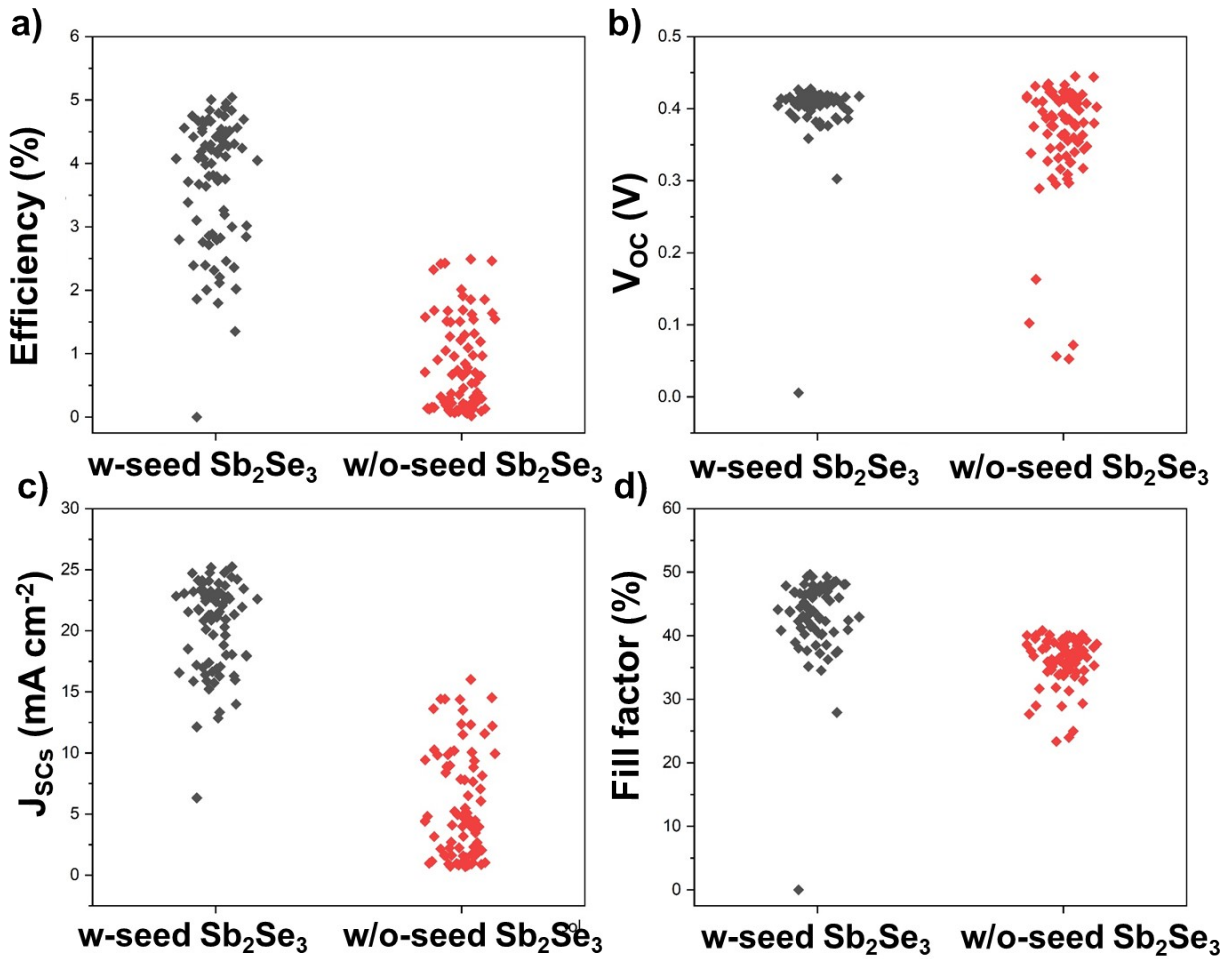 a)
Efficiency (%)
6
5
4
3
2
1
0
w-seed Sb₂Se₃ w/o-seed Sb₂Se₃
b)
V_OC (V)
0.5
0.4
0.3
0.2
0.1
0.0
w-seed Sb₂Se₃ w/o-seed Sb₂Se₃
c)
J_SCs (mA cm⁻²)
30
25
20
15
10
5
0
w-seed Sb₂Se₃ w/o-seed Sb₂Se₃
d)
Fill factor (%)
60
50
40
30
20
10
0
w-seed Sb₂Se₃ w/o-seed Sb₂Se₃